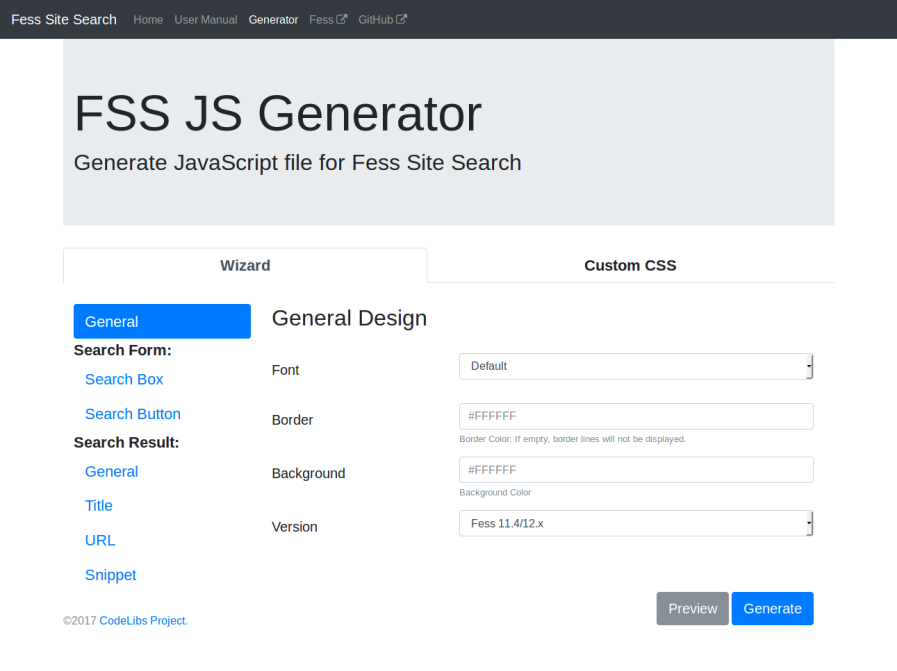 Fess Site Search Home User Manual Generator Fess GitHub
FSS JS Generator
Generate JavaScript file for Fess Site Search
Wizard Custom CSS
General
Search Form:
Search Box
Search Button
Search Result:
General
Title
URL
Snippet
General Design
Font Default
Border #FFFFFF
Border Color: If empty, border lines will not be displayed.
Background #FFFFFF
Background Color
Version Fess 11.4/12.x
Preview Generate
©2017 CodeLibs Project.